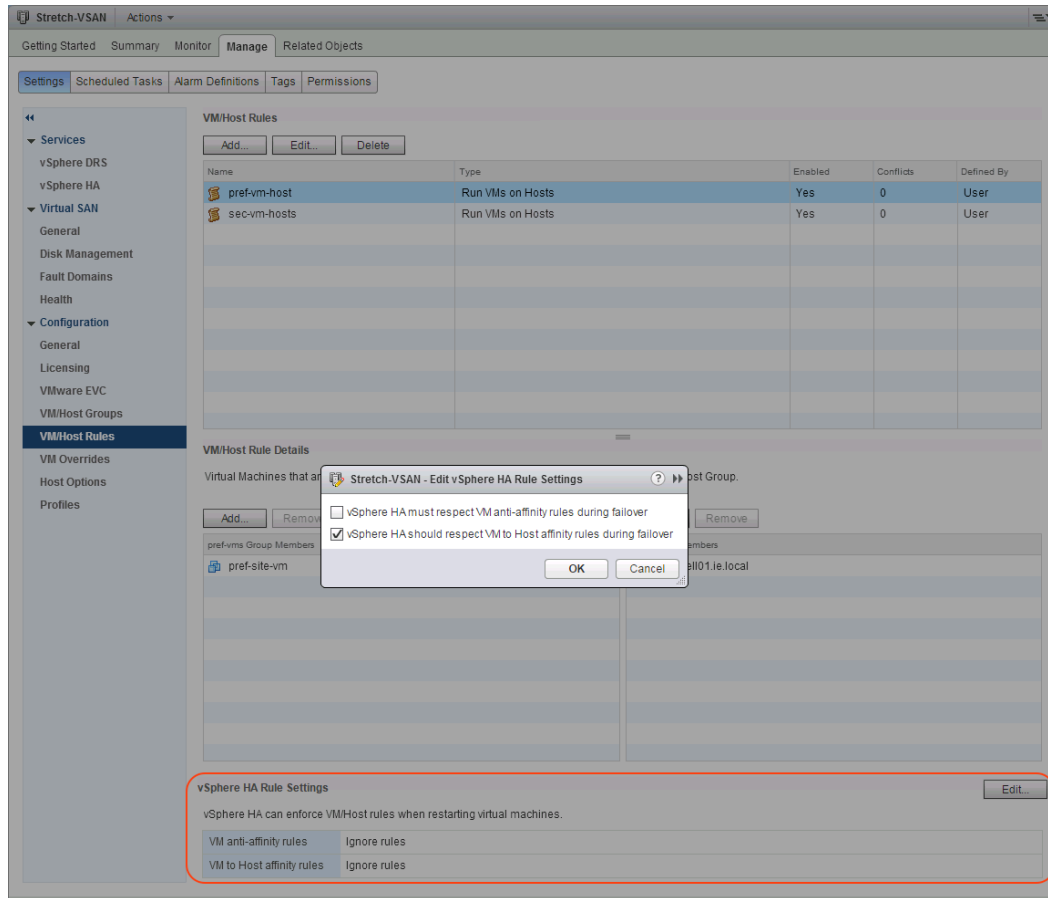 Stretch-VSAN Actions
Getting Started Summary Monitor Manage Related Objects
Settings Scheduled Tasks Alarm Definitions Tags Permissions
Services
vSphere DRS
vSphere HA
Virtual SAN
General
Disk Management
Fault Domains
Health
Configuration
General
Licensing
VMware EVC
VM/Host Groups
VM/Host Rules
VM Overrides
Host Options
Profiles
VM/Host Rules
Add... Edit... Delete
Name Type Enabled Conflicts Defined By
pref-vm-host Run VMs on Hosts Yes 0 User
sec-vm-hosts Run VMs on Hosts Yes 0 User
VM/Host Rule Details
Virtual Machines that ost Group.
Add... Remov Remove
pref-vms Group Members embers
pref-site-vm ell01.ie.local
Stretch-VSAN - Edit vSphere HA Rule Settings ?
vSphere HA must respect VM anti-affinity rules during failover
vSphere HA should respect VM to Host affinity rules during failover
OK Cancel
vSphere HA Rule Settings Edit...
vSphere HA can enforce VM/Host rules when restarting virtual machines.
VM anti-affinity rules Ignore rules
VM to Host affinity rules Ignore rules